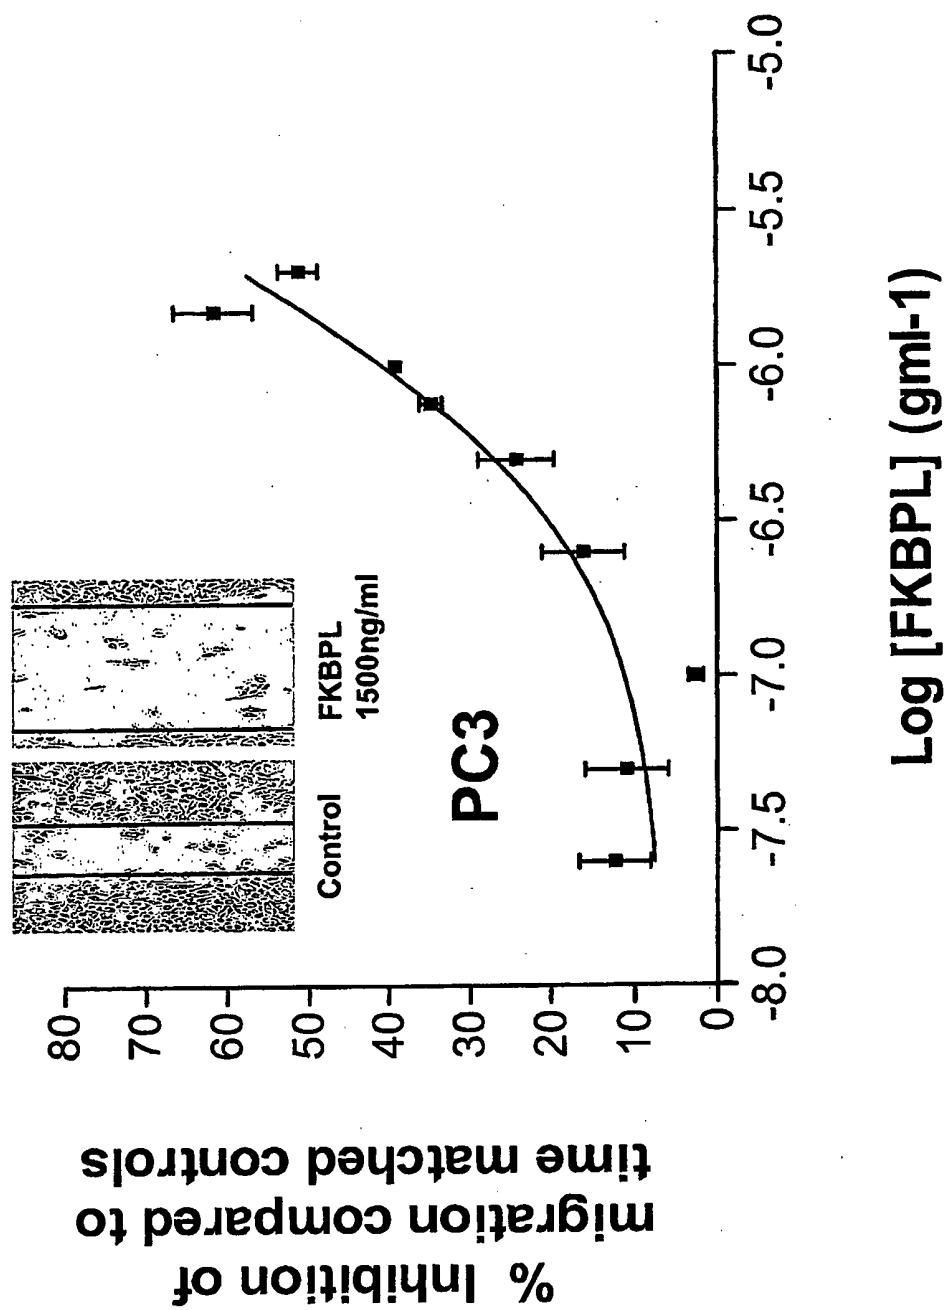 % Inhibition of
migration compared to
time matched controls
80
70
60
50
40
30
20
10
0
Control
FKBPL
1500ng/ml
PC3
-8.0
-7.5
-7.0
-6.5
-6.0
-5.5
-5.0
Log [FKBPL] (gml-1)